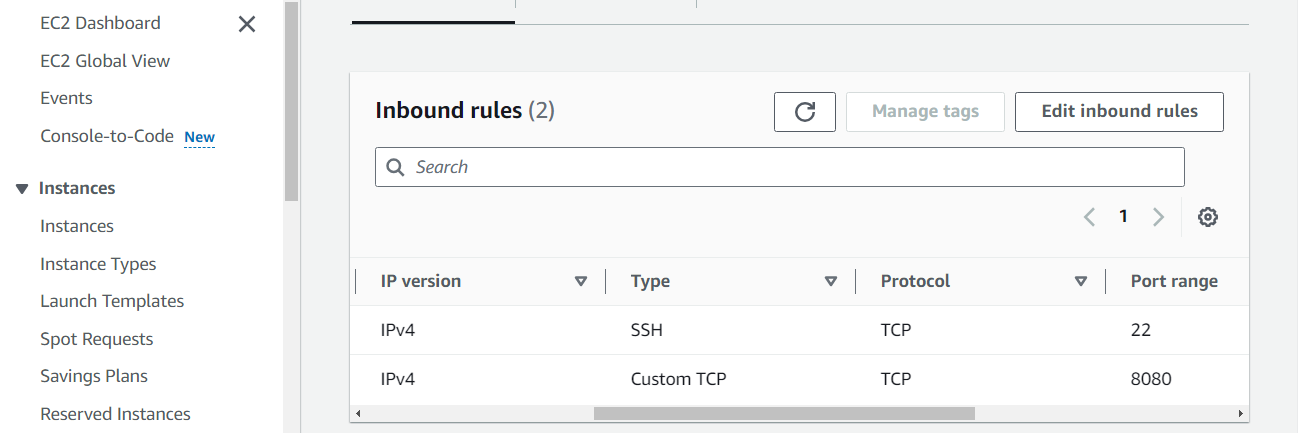 EC2 Dashboard
EC2 Global View
Events
Console-to-Code New
Instances
Instances
Instance Types
Launch Templates
Spot Requests
Savings Plans
Reserved Instances
Inbound rules (2)
Manage tags
Edit inbound rules
Search
1
IP version Type Protocol Port range
IPv4 SSH TCP 22
IPv4 Custom TCP TCP 8080